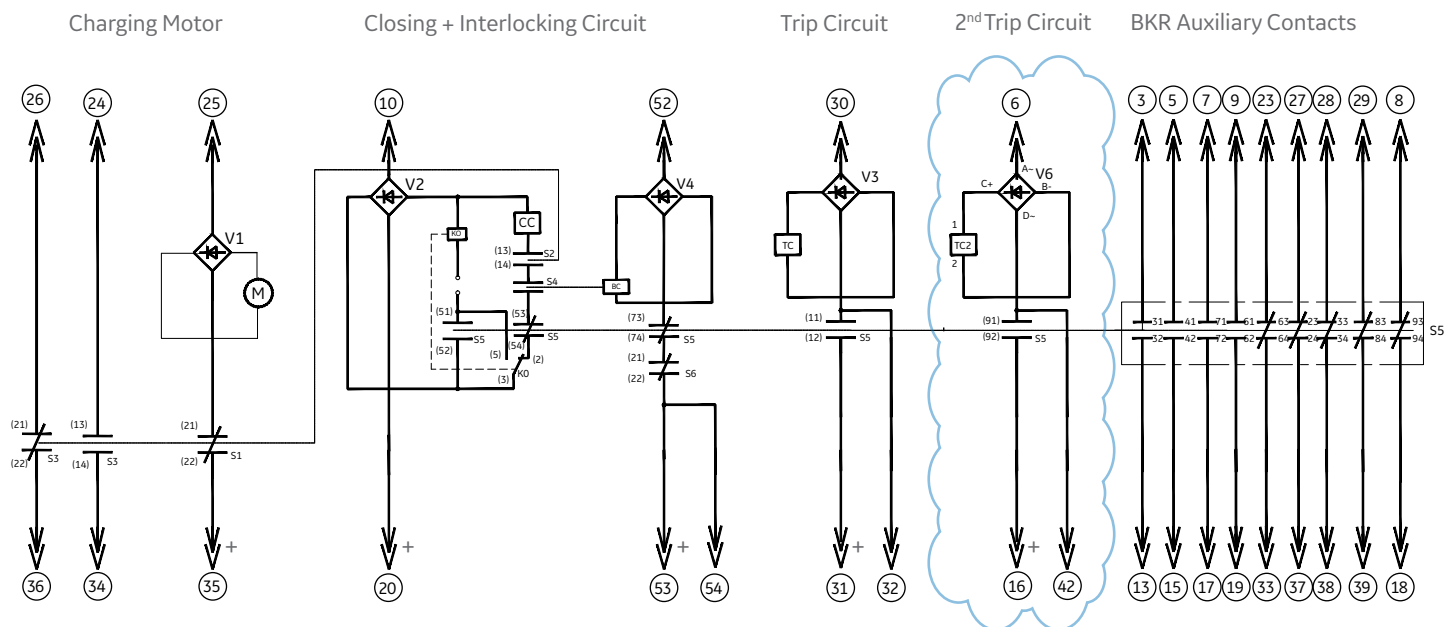 Charging Motor
Closing + Interlocking Circuit
Trip Circuit
2nd Trip Circuit
BKR Auxiliary Contacts
26 24 25 10 52 30 6 3 5 7 9 23 27 28 29 8
V1
M
V2
KO
CC
(13)
(14)
S2
S4
(51)
(52)
S5
(53)
(54)
S5
(5)
(2)
(3)
KO
V4
BC
(73)
(74)
S5
(21)
(22)
S6
V3
TC
(11)
(12)
S5
A~
V6
C+
B-
D~
1
TC2
2
(91)
(92)
S5
31 41 71 61 63 23 33 83 93
32 42 72 62 64 24 34 84 94
S5
(21)
(22)
S3
(13)
(14)
S3
(21)
(22)
S1
+ + + + +
36 34 35 20 53 54 31 32 16 42 13 15 17 19 33 37 38 39 18